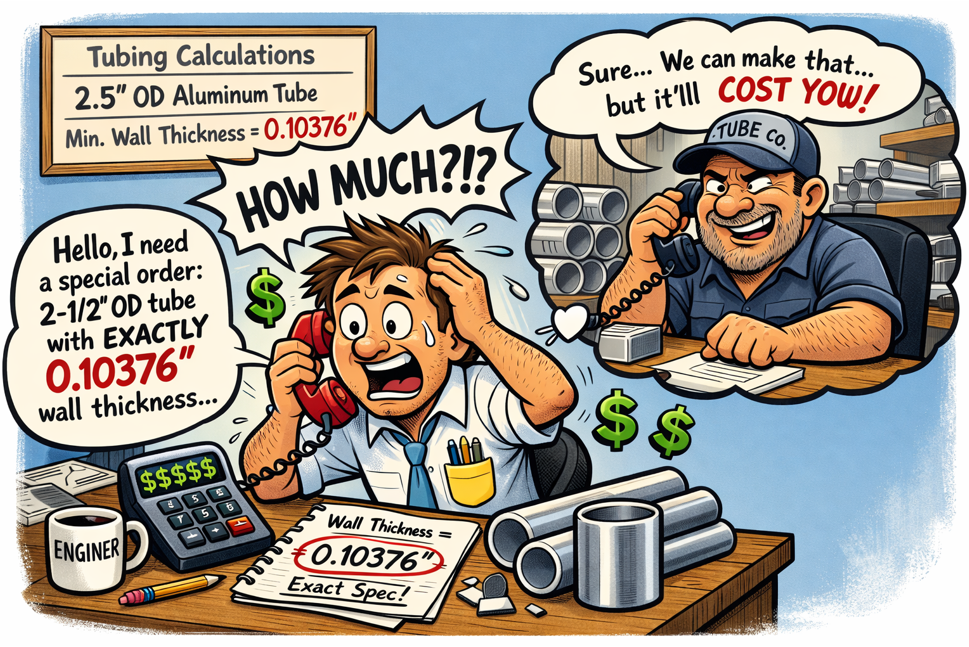 Tubing Calculations
2.5" OD Aluminum Tube
Min. Wall Thickness = 0.10376"
HOW MUCH?!?
Sure... We can make that...
but it'lll COST YOW!
TUBE CO.
Hello, I need
a special order:
2-1/2" OD tube
with EXACTLY
0.10376"
wall thickness...
$
$ $
$$$$$
ENGINER
Wall Thickness =
0.10376"
Exact Spec!